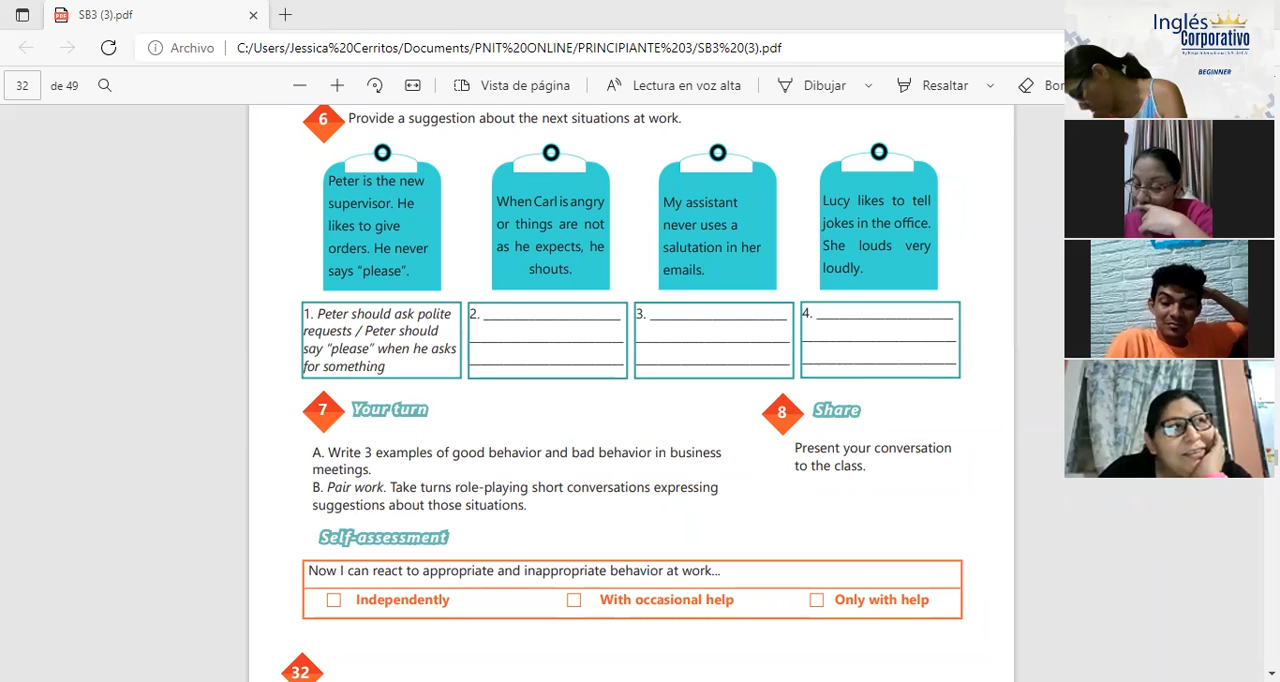 SB3 (3).pdf
Archivo
C:/Users/Jessica%20Cerritos/Documents/PNIT%20ONLINE/PRINCIPIANTE%203/SB3%20(3).pdf
32 de 49
Vista de página
Lectura en voz alta
Dibujar
Resaltar
Bor
Inglés
Corporativo
BEGINNER
6 Provide a suggestion about the next situations at work.
Peter is the new
supervisor. He
likes to give
orders. He never
says “please”.
When Carl is angry
or things are not
as he expects, he
shouts.
My assistant
never uses a
salutation in her
emails.
Lucy likes to tell
jokes in the office.
She louds very
loudly.
1. Peter should ask polite
requests / Peter should
say “please” when he asks
for something
2. ____________________
3. ____________________
4. ____________________
7 Your turn
A. Write 3 examples of good behavior and bad behavior in business
meetings.
B. Pair work. Take turns role-playing short conversations expressing
suggestions about those situations.
8 Share
Present your conversation
to the class.
Self-assessment
Now I can react to appropriate and inappropriate behavior at work...
Independently
With occasional help
Only with help
32